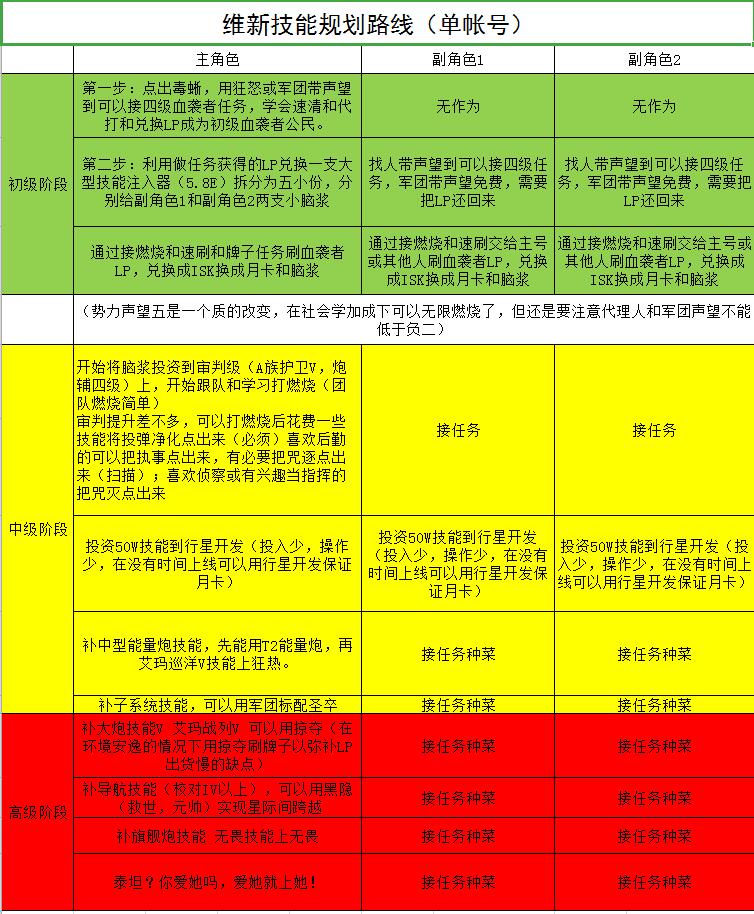 维新技能规划路线（单帐号）
主角色
副角色1
副角色2
初级阶段
第一步：点出毒蜥，用狂怒或军团带声望
到可以接四级血袭者任务，学会速清和代
打和兑换LP成为初级血袭者公民。
无作为
无作为
第二步：利用做任务获得的LP兑换一支大
型技能注入器（5.8E）拆分为五小份，分
别给副角色1和副角色2两支小脑浆
找人带声望到可以接四级任
务，军团带声望免费，需要
把LP还回来
找人带声望到可以接四级任
务，军团带声望免费，需要把
LP还回来
通过接燃烧和速刷和牌子任务刷血袭者
LP，兑换成ISK换成月卡和脑浆
通过接燃烧和速刷交给主号
或其他人刷血袭者LP，兑换
成ISK换成月卡和脑浆
通过接燃烧和速刷交给主号或
其他人刷血袭者LP，兑换成
ISK换成月卡和脑浆
（势力声望五是一个质的改变，在社会学加成下可以无限燃烧了，但还是要注意代理人和军团声望不能
低于负二）
中级阶段
开始将脑浆投资到审判级（A族护卫V，炮
铺四级）上，开始跟队和学习打燃烧（团
队燃烧简单）
审判提升差不多，可以打燃烧后花费一些
技能将投弹净化点出来（必须）喜欢后勤
的可以把执事点出来，有必要把咒逐点出
来（扫描）；喜欢侦察或有兴趣当指挥的
把咒灭点出来
接任务
接任务
投资50W技能到行星开发（投入少，操作
少，在没有时间上线可以用行星开发保证
月卡）
投资50W技能到行星开发
（投入少，操作少，在没有
时间上线可以用行星开发保
证月卡）
投资50W技能到行星开发（投
入少，操作少，在没有时间上
线可以用行星开发保证月卡）
补中型能量炮技能，先能用T2能量炮，再
艾玛巡洋V技能上狂热。
接任务种菜
接任务种菜
补子系统技能，可以用军团标配圣卒
接任务种菜
接任务种菜
高级阶段
补大炮技能V 艾玛战列V 可以用掠夺（在
环境安逸的情况下用掠夺刷牌子以弥补LP
出货慢的缺点）
接任务种菜
接任务种菜
补导航技能（校对IV以上），可以用黑隐
（救世，元帅）实现星际间跨越
接任务种菜
接任务种菜
补旗舰炮技能 无畏技能上无畏
接任务种菜
接任务种菜
泰坦？你爱她吗，爱她就上她！
接任务种菜
接任务种菜